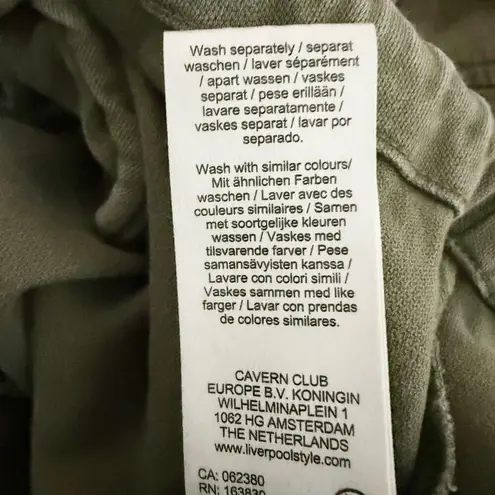 Wash separately / separat
waschen / laver séparément
/ apart wassen / vaskes
separat / pese erillään /
lavare separatamente /
vaskes separat / lavar por
separado.
Wash with similar colours/
Mit ähnlichen Farben
waschen / Laver avec des
couleurs similaires / Samen
met soortgelijke kleuren
wassen / Vaskes med
tilsvarende farver / Pese
samansävyisten kanssa /
Lavare con colori simili /
Vaskes sammen med like
farger / Lavar con prendas
de colores similares.
CAVERN CLUB
EUROPE B.V. KONINGIN
WILHELMINAPLEIN 1
1062 HG AMSTERDAM
THE NETHERLANDS
www.liverpoolstyle.com
CA: 062380
RN: 163830